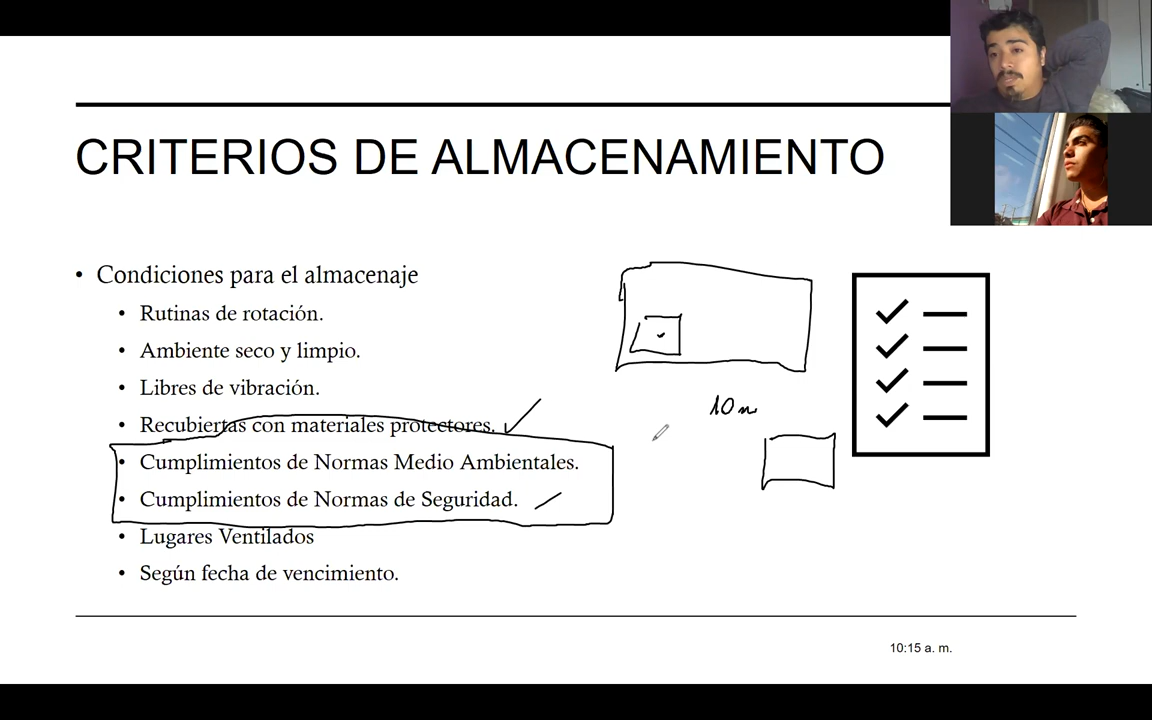 CRITERIOS DE ALMACENAMIENTO
• Condiciones para el almacenaje
• Rutinas de rotación.
• Ambiente seco y limpio.
• Libres de vibración.
• Recubiertas con materiales protectores.
• Cumplimientos de Normas Medio Ambientales.
• Cumplimientos de Normas de Seguridad.
• Lugares Ventilados
• Según fecha de vencimiento.
10 m
10:15 a. m.